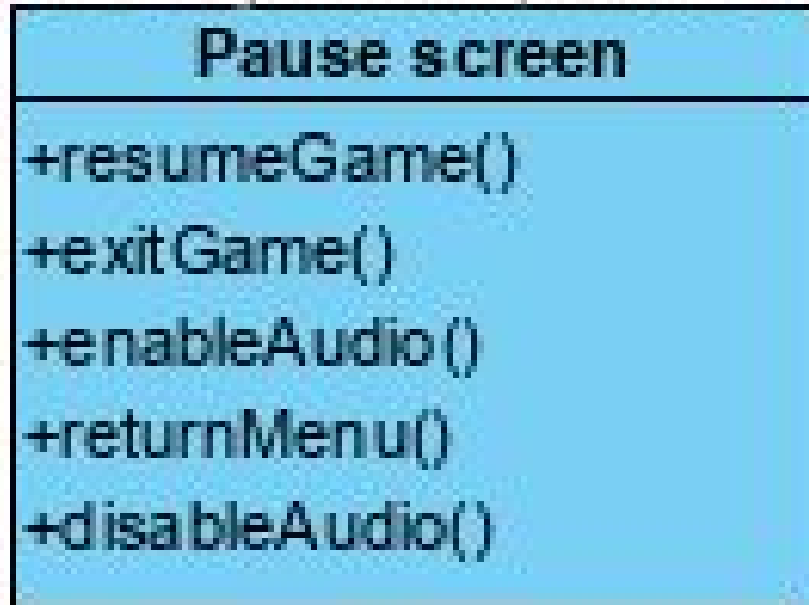 Pause screen
+resumeGame()
+exitGame()
+enableAudio()
+returnMenu()
+disableAudio()